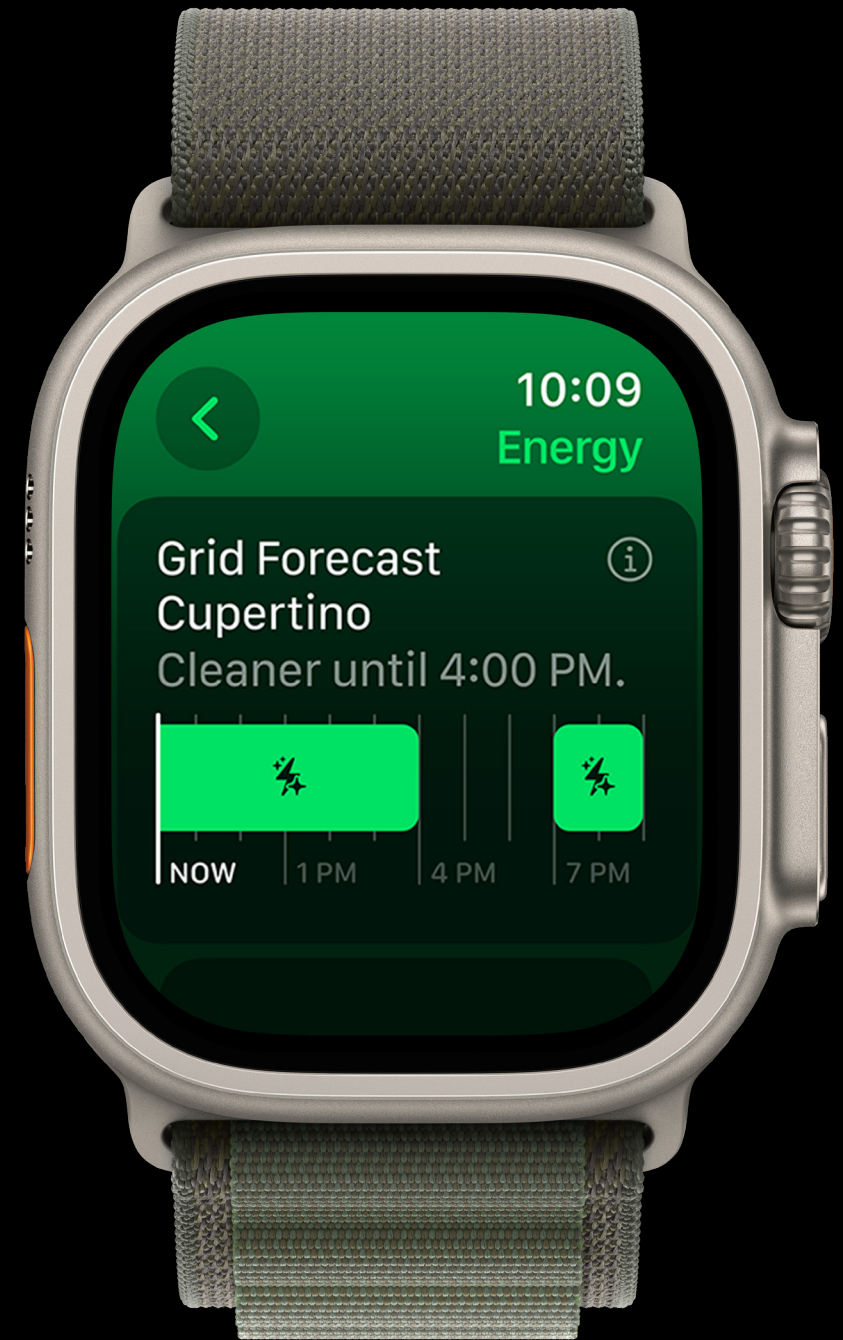 10:09
Energy
Grid Forecast
Cupertino
Cleaner until 4:00 PM.
NOW
1 PM
4 PM
7 PM